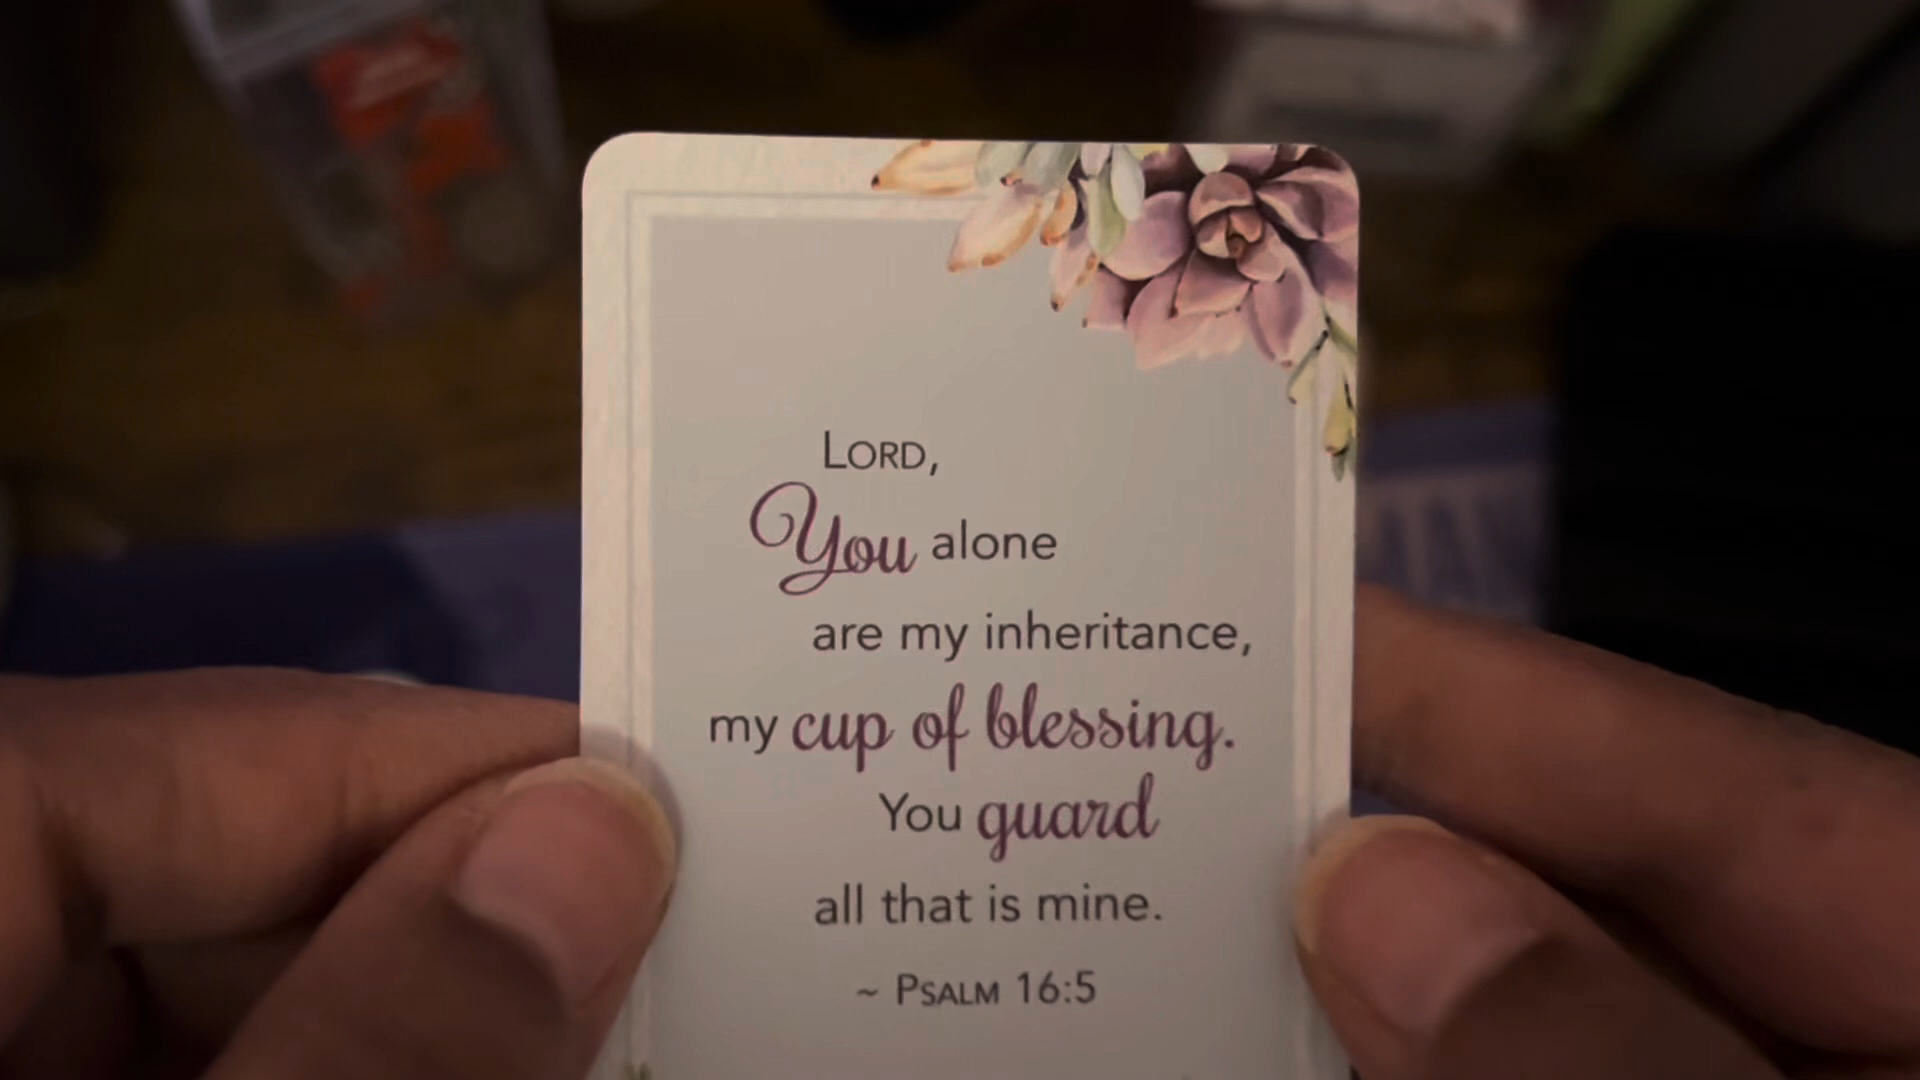 LORD,
You alone
are my inheritance,
my cup of blessing.
You guard
all that is mine.
~ PSALM 16:5